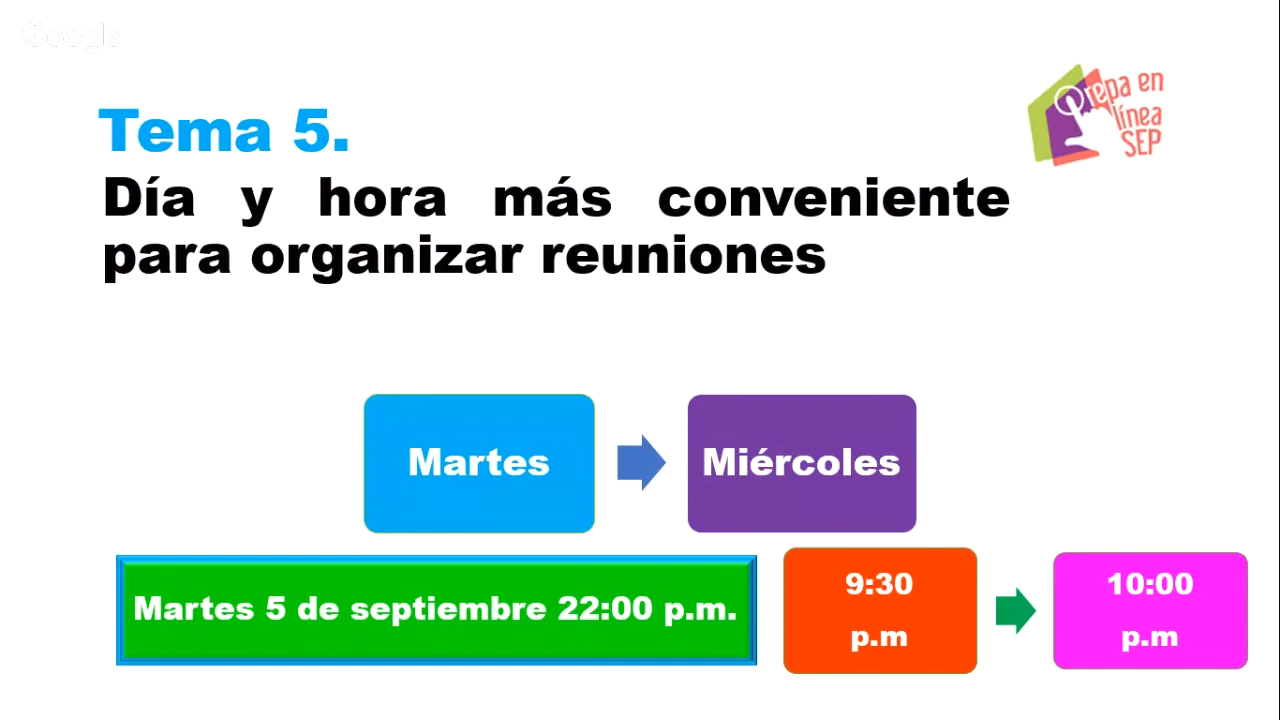 Google
Tema 5.
Prepa en
línea
SEP
Día y hora más conveniente
para organizar reuniones
Martes
Miércoles
Martes 5 de septiembre 22:00 p.m.
9:30
p.m
10:00
p.m